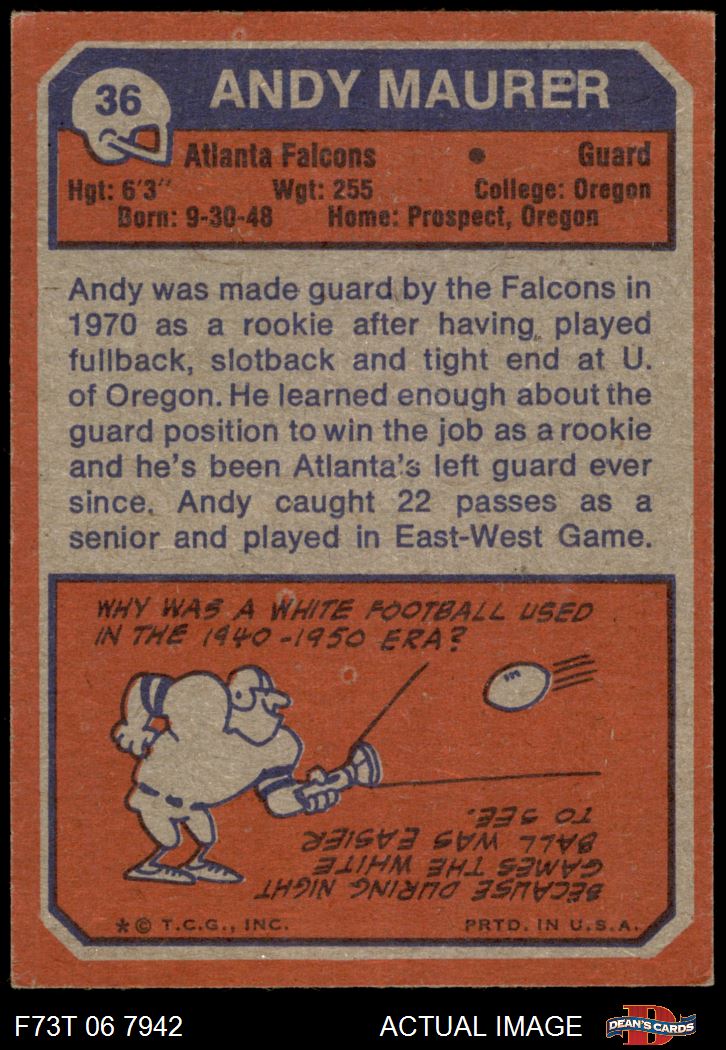 36
ANDY MAURER
Atlanta Falcons • Guard
Hgt: 6'3" Wgt: 255 College: Oregon
Born: 9-30-48 Home: Prospect, Oregon
Andy was made guard by the Falcons in
1970 as a rookie after having played
fullback, slotback and tight end at U.
of Oregon. He learned enough about the
guard position to win the job as a rookie
and he's been Atlanta's left guard ever
since. Andy caught 22 passes as a
senior and played in East-West Game.
WHY WAS A WHITE FOOTBALL USED
IN THE 1940-1950 ERA?
BECAUSE DURING NIGHT
GAMES THE WHITE
BALL WAS EASIER
TO SEE.
*© T.C.G., INC. PRTD. IN U.S.A.
F73T 06 7942 ACTUAL IMAGE
D
DEAN'S CARDS